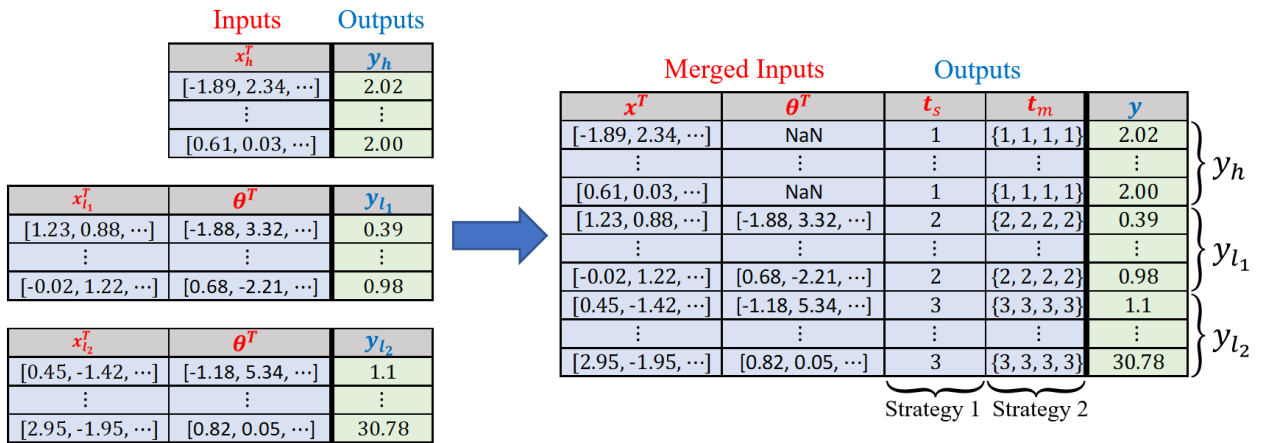 Inputs Outputs
x_h^T y_h
[-1.89, 2.34, ⋯] 2.02
⋮ ⋮
[0.61, 0.03, ⋯] 2.00
x_{l_1}^T θ^T y_{l_1}
[1.23, 0.88, ⋯] [-1.88, 3.32, ⋯] 0.39
⋮ ⋮ ⋮
[-0.02, 1.22, ⋯] [0.68, -2.21, ⋯] 0.98
x_{l_2}^T θ^T y_{l_2}
[0.45, -1.42, ⋯] [-1.18, 5.34, ⋯] 1.1
⋮ ⋮ ⋮
[2.95, -1.95, ⋯] [0.82, 0.05, ⋯] 30.78
Merged Inputs Outputs
x^T θ^T t_s t_m y
[-1.89, 2.34, ⋯] NaN 1 {1, 1, 1, 1} 2.02
⋮ ⋮ ⋮ ⋮ ⋮
[0.61, 0.03, ⋯] NaN 1 {1, 1, 1, 1} 2.00
y_h
[1.23, 0.88, ⋯] [-1.88, 3.32, ⋯] 2 {2, 2, 2, 2} 0.39
⋮ ⋮ ⋮ ⋮ ⋮
[-0.02, 1.22, ⋯] [0.68, -2.21, ⋯] 2 {2, 2, 2, 2} 0.98
y_{l_1}
[0.45, -1.42, ⋯] [-1.18, 5.34, ⋯] 3 {3, 3, 3, 3} 1.1
⋮ ⋮ ⋮ ⋮ ⋮
[2.95, -1.95, ⋯] [0.82, 0.05, ⋯] 3 {3, 3, 3, 3} 30.78
y_{l_2}
Strategy 1 Strategy 2